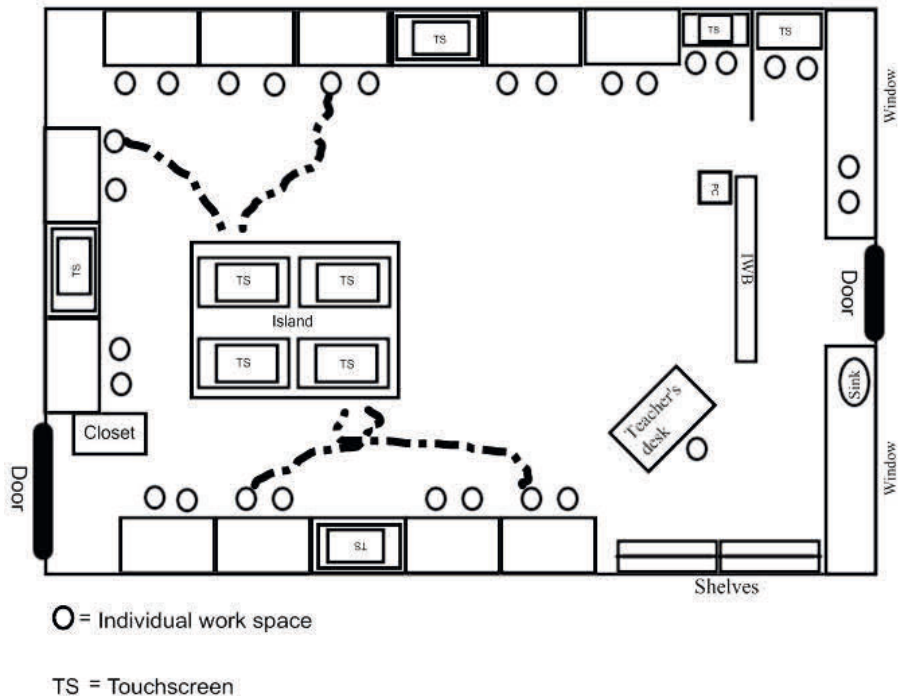 TS
TS
TS
Window
PC
IWB
TS
TS
TS
Door
Island
TS
TS
Sink
Teacher's
desk
Closet
Door
Window
TS
Shelves
O = Individual work space
TS = Touchscreen